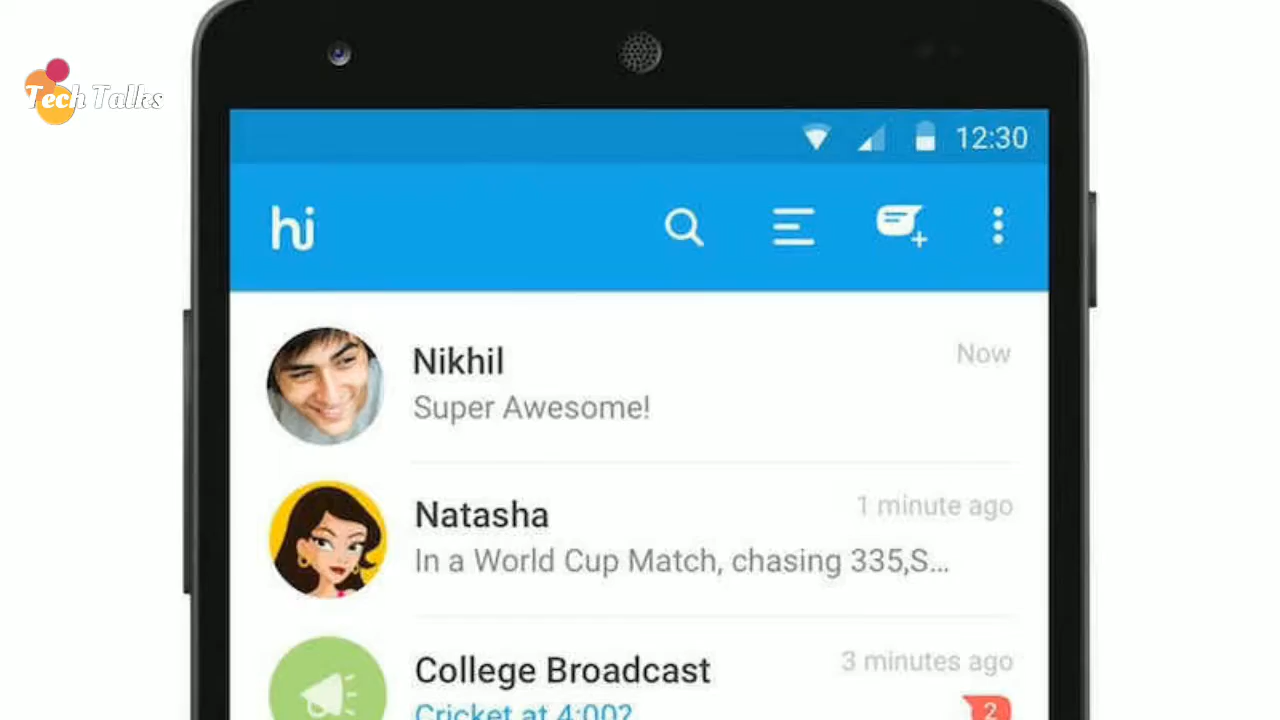 Tech Talks
12:30
hi
Nikhil
Now
Super Awesome!
Natasha
1 minute ago
In a World Cup Match, chasing 335,S...
College Broadcast
3 minutes ago
Cricket at 4:00?
2